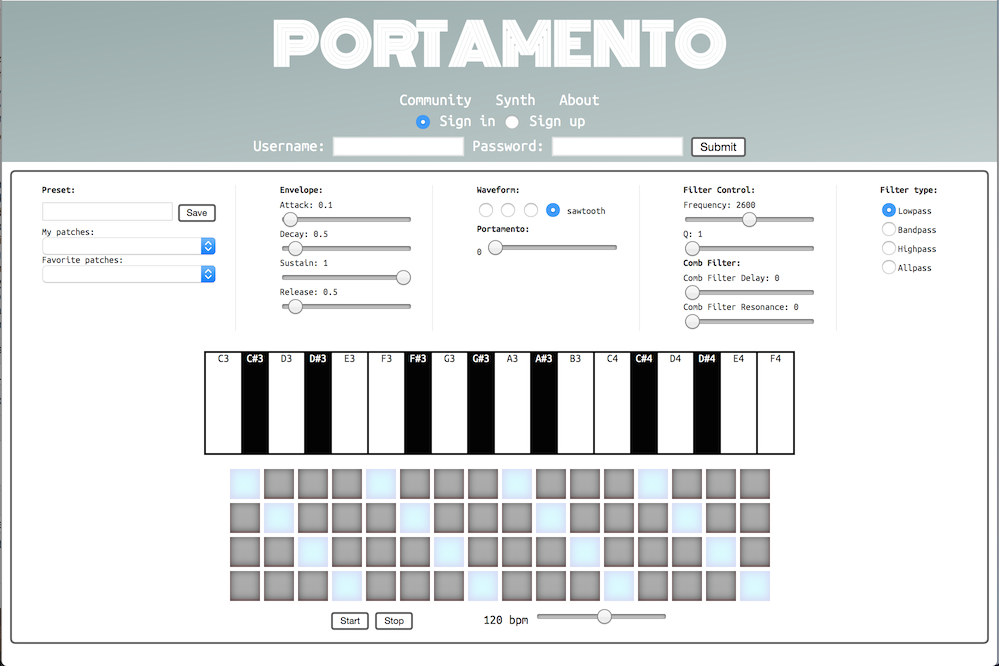 PORTAMENTO
Community Synth About
Sign in Sign up
Username: Password: Submit
Preset:
Save
My patches:
Favorite patches:
Envelope:
Attack: 0.1
Decay: 0.5
Sustain: 1
Release: 0.5
Waveform:
sawtooth
Portamento:
0
Filter Control:
Frequency: 2600
Q: 1
Comb Filter:
Comb Filter Delay: 0
Comb Filter Resonance: 0
Filter type:
Lowpass
Bandpass
Highpass
Allpass
C3 C#3 D3 D#3 E3 F3 F#3 G3 G#3 A3 A#3 B3 C4 C#4 D4 D#4 E4 F4
Start Stop 120 bpm